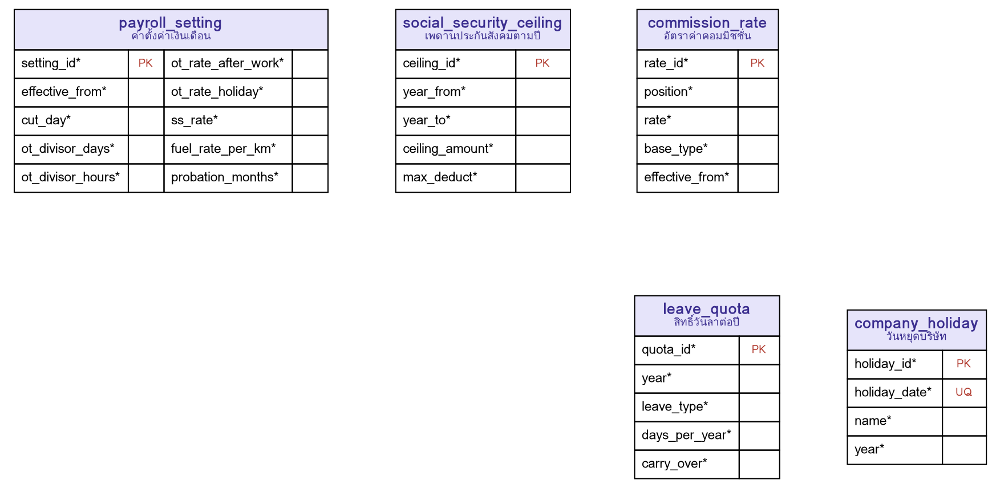 payroll_setting
ค่าตั้งค่าเงินเดือน
setting_id* PK ot_rate_after_work*
effective_from* ot_rate_holiday*
cut_day* ss_rate*
ot_divisor_days* fuel_rate_per_km*
ot_divisor_hours* probation_months*
social_security_ceiling
เพดานประกันสังคมตามปี
ceiling_id* PK
year_from*
year_to*
ceiling_amount*
max_deduct*
commission_rate
อัตราค่าคอมมิชชั่น
rate_id* PK
position*
rate*
base_type*
effective_from*
leave_quota
สิทธิ์วันลาต่อปี
quota_id* PK
year*
leave_type*
days_per_year*
carry_over*
company_holiday
วันหยุดบริษัท
holiday_id* PK
holiday_date* UQ
name*
year*